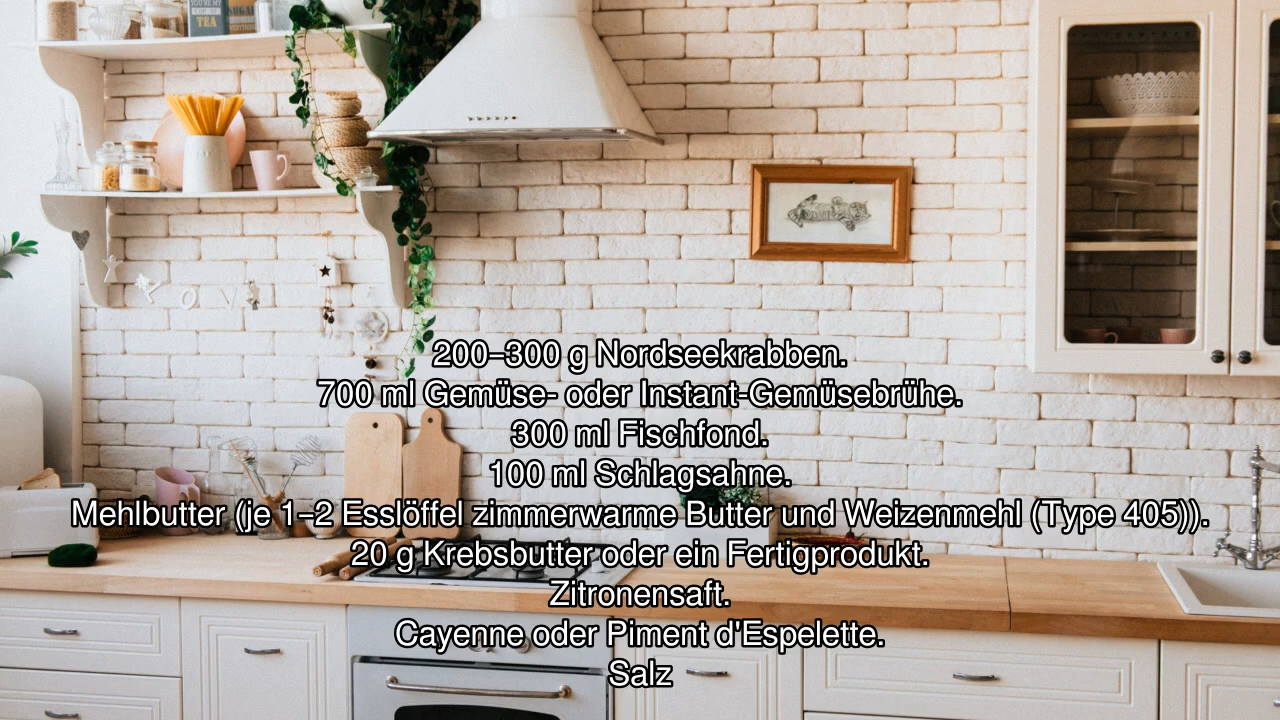 TEA
200–300 g Nordseekrabben.
700 ml Gemüse- oder Instant-Gemüsebrühe.
300 ml Fischfond.
100 ml Schlagsahne.
Mehlbutter (je 1–2 Esslöffel zimmerwarme Butter und Weizenmehl (Type 405)).
20 g Krebsbutter oder ein Fertigprodukt.
Zitronensaft.
Cayenne oder Piment d'Espelette.
Salz